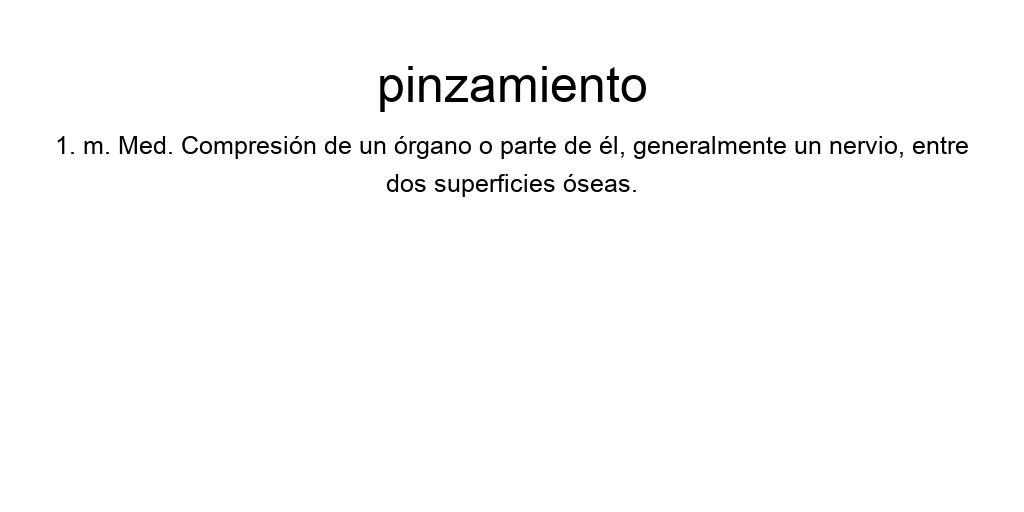 pinzamiento
1. m. Med. Compresión de un órgano o parte de él, generalmente un nervio, entre
dos superficies óseas.